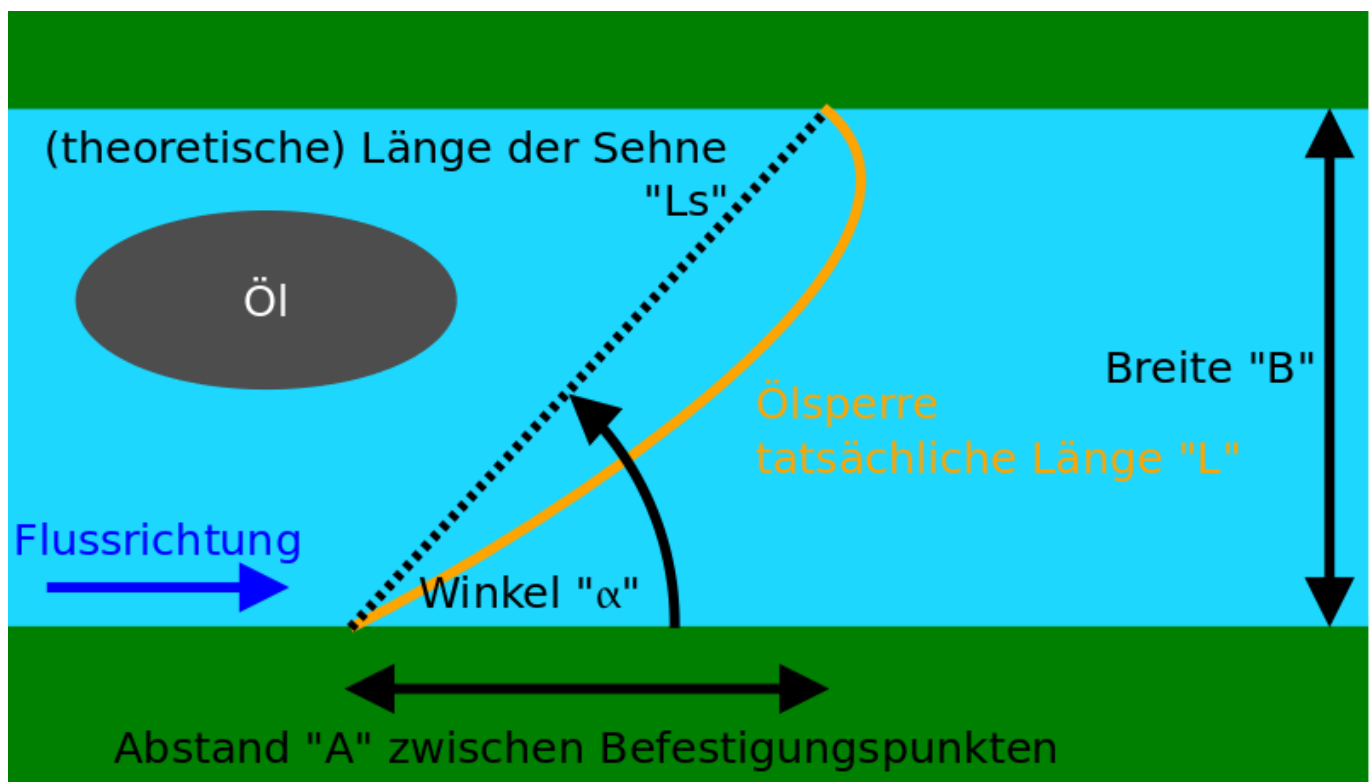 (theoretische) Länge der Sehne
"Ls"
Öl
Breite "B"
Ölsperre
tatsächliche Länge "L"
Flussrichtung
Winkel "α"
Abstand "A" zwischen Befestigungspunkten